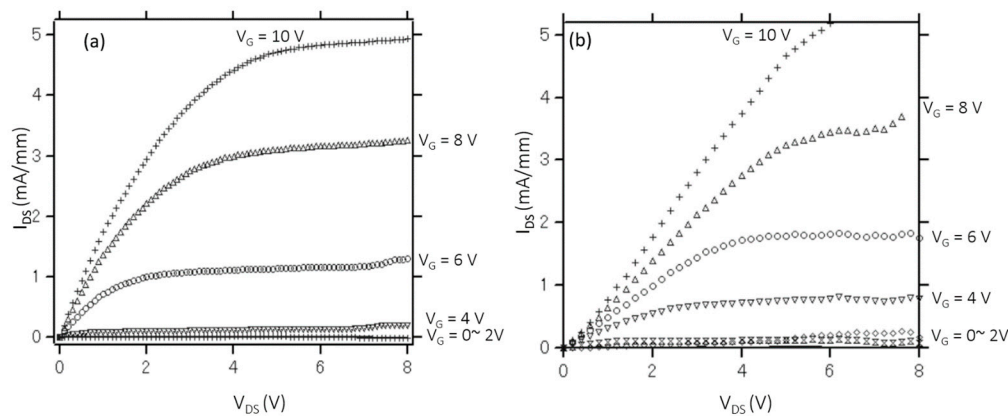 (a)
V_G = 10 V
V_G = 8 V
V_G = 6 V
V_G = 4 V
V_G = 0~ 2V
5
4
3
2
1
0
I_DS (mA/mm)
0 2 4 6 8
V_DS (V)
(b)
V_G = 10 V
V_G = 8 V
V_G = 6 V
V_G = 4 V
V_G = 0~ 2V
5
4
3
2
1
0
I_DS (mA/mm)
0 2 4 6 8
V_DS (V)